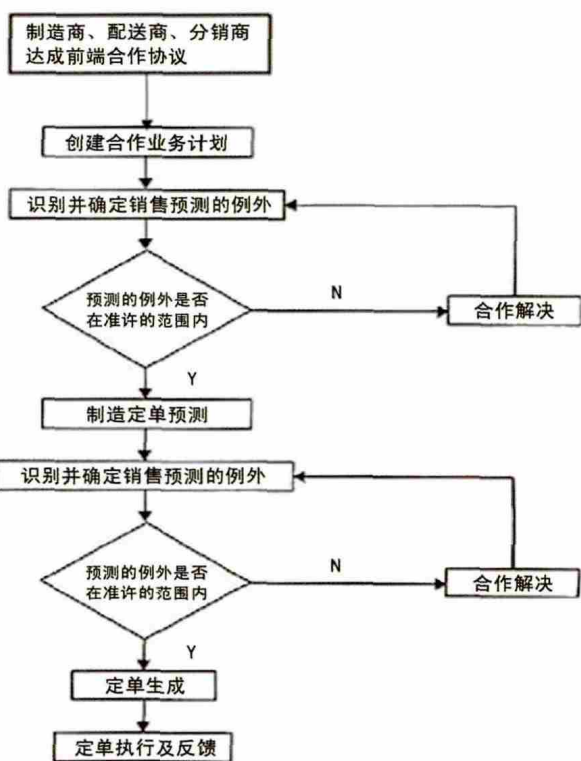 制造商、配送商、分销商
达成前端合作协议
创建合作业务计划
识别并确定销售预测的例外
预测的例外是否
在准许的范围内
N
合作解决
Y
制造定单预测
识别并确定销售预测的例外
预测的例外是否
在准许的范围内
N
合作解决
Y
定单生成
定单执行及反馈